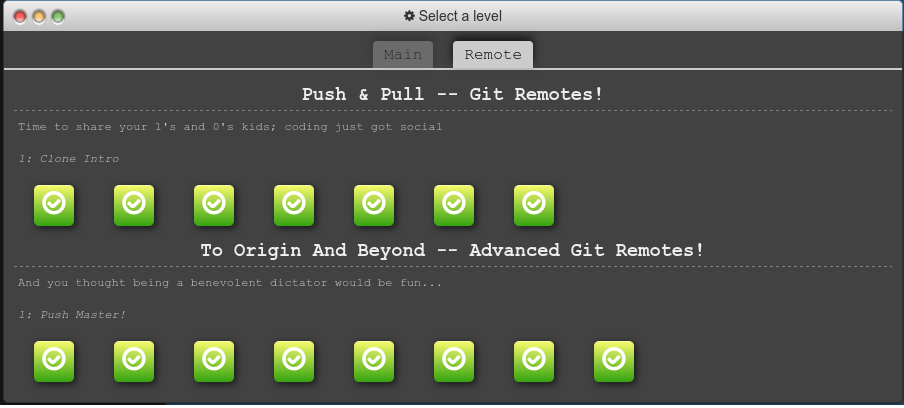 Select a level
Main Remote
Push & Pull -- Git Remotes!
Time to share your 1's and 0's kids; coding just got social
1: Clone Intro
To Origin And Beyond -- Advanced Git Remotes!
And you thought being a benevolent dictator would be fun...
1: Push Master!